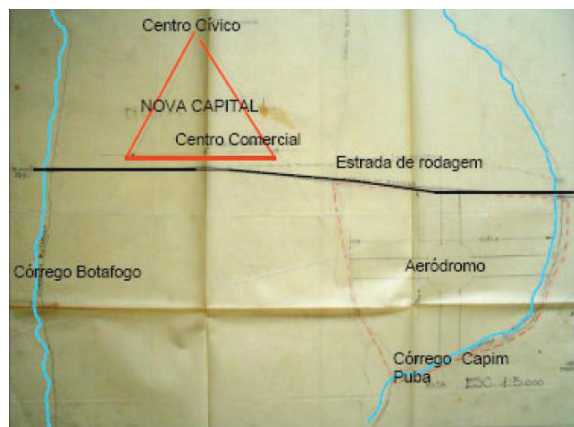 Centro Cívico
NOVA CAPITAL
Centro Comercial
Estrada de rodagem
Córrego Botafogo
Aeródromo
Córrego Capim
Puba
ESC. 1:5.000